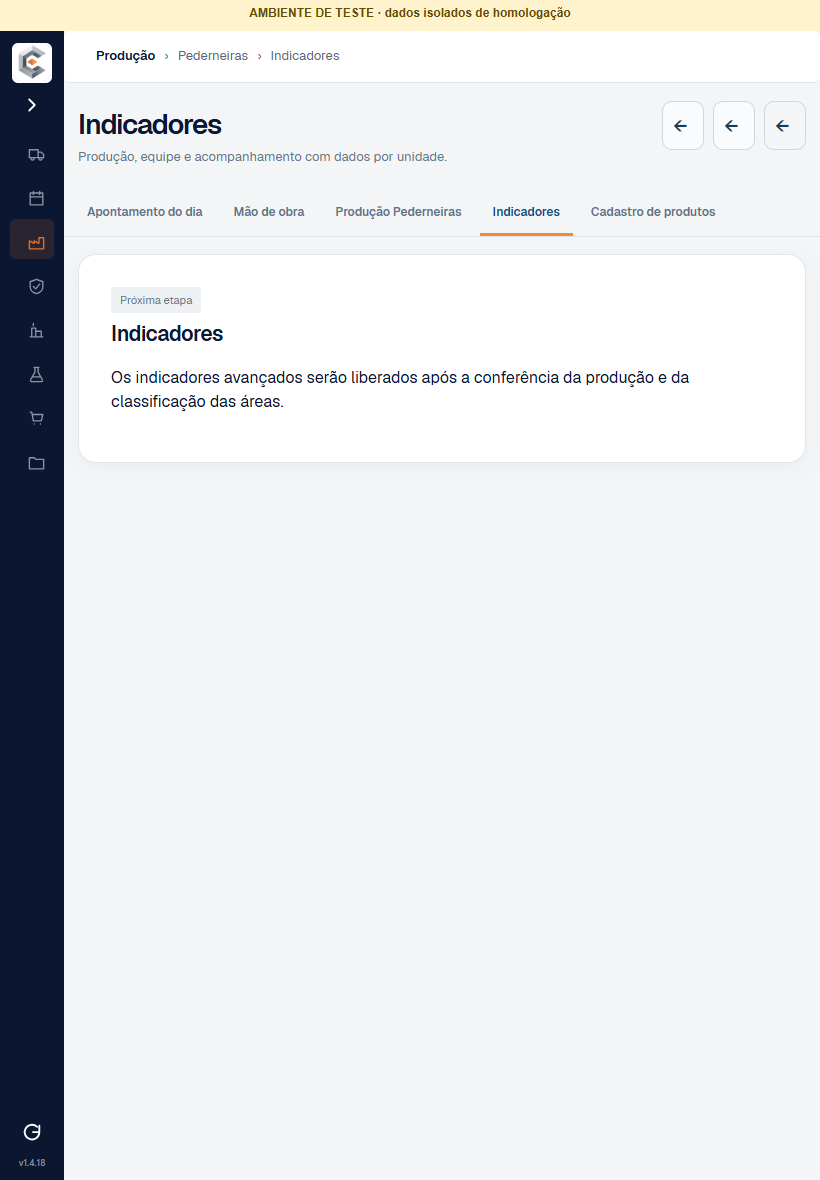 AMBIENTE DE TESTE · dados isolados de homologação
Produção › Pederneiras › Indicadores
Indicadores
Produção, equipe e acompanhamento com dados por unidade.
Apontamento do dia Mão de obra Produção Pederneiras Indicadores Cadastro de produtos
Próxima etapa
Indicadores
Os indicadores avançados serão liberados após a conferência da produção e da
classificação das áreas.
v1.4.18